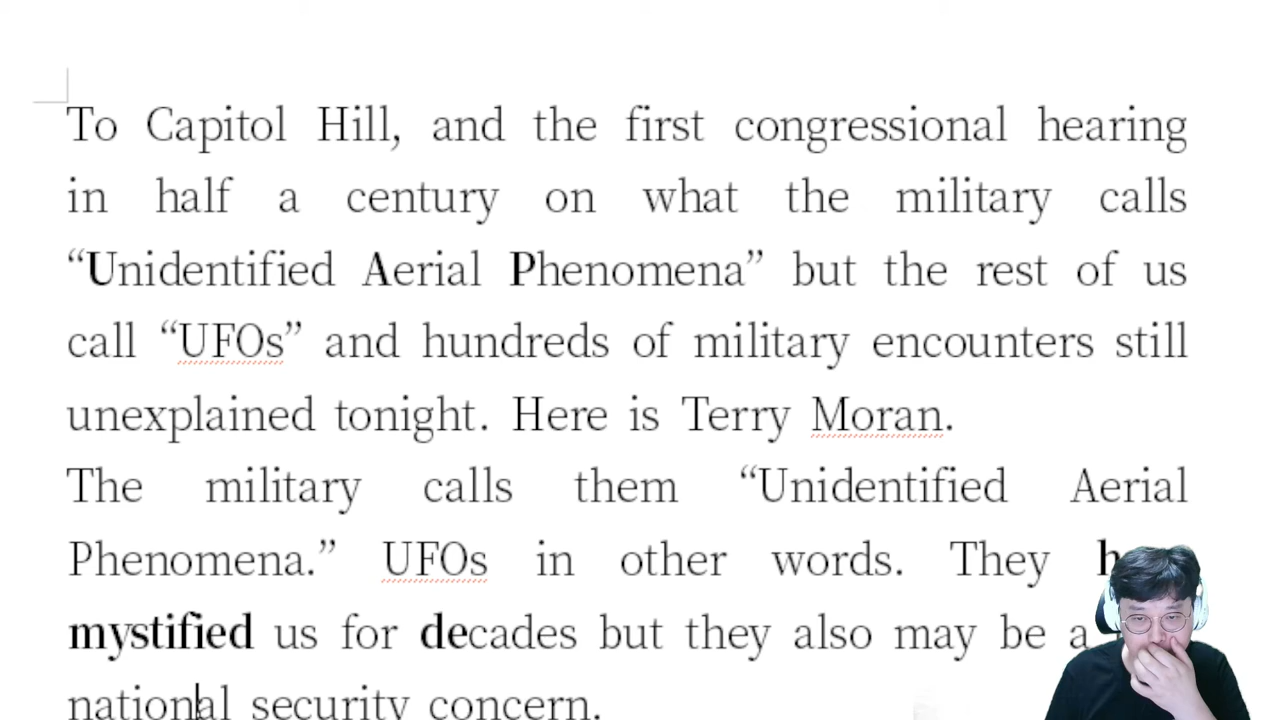 To Capitol Hill, and the first congressional hearing
in half a century on what the military calls
“Unidentified Aerial Phenomena” but the rest of us
call “UFOs” and hundreds of military encounters still
unexplained tonight. Here is Terry Moran.
The military calls them “Unidentified Aerial
Phenomena.” UFOs in other words. They
mystified us for decades but they also may be a
national security concern.